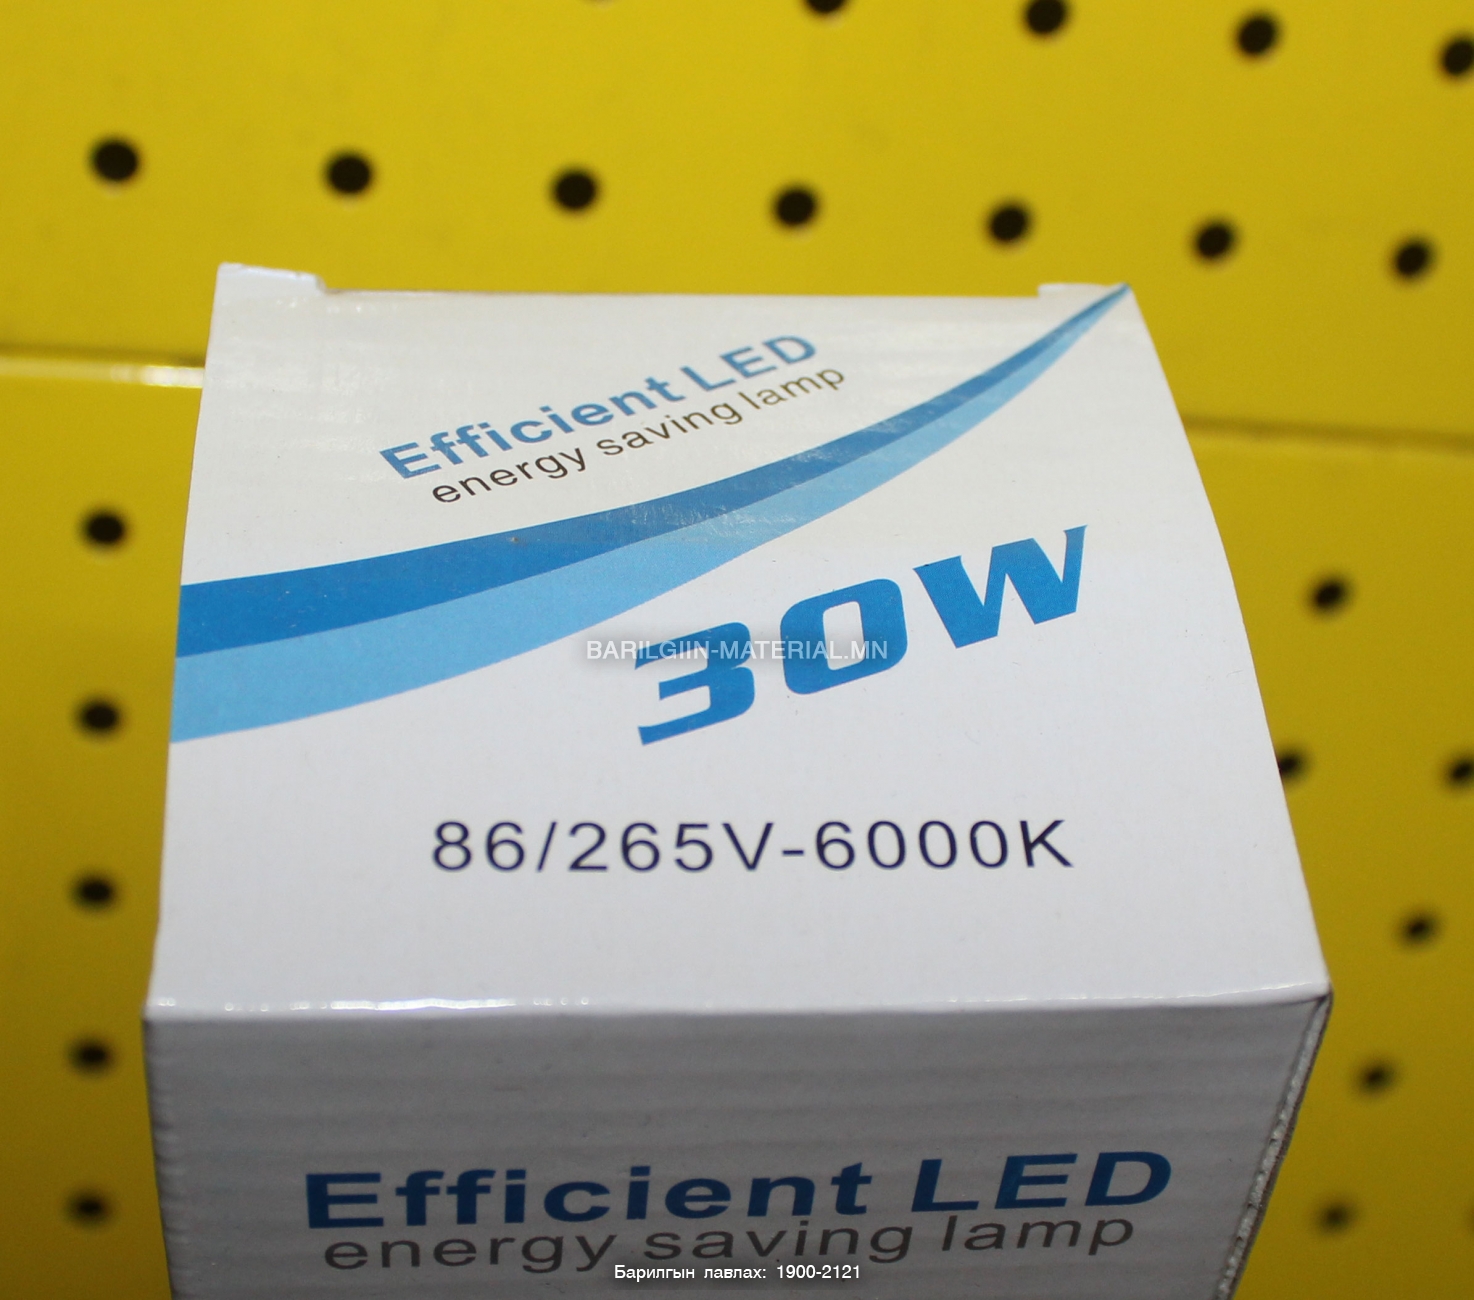 Efficient LED
energy saving lamp
30W
BARILGIIN-MATERIAL.MN
86/265V-6000K
Efficient LED
energy saving lamp
Барилгын лавлах: 1900-2121